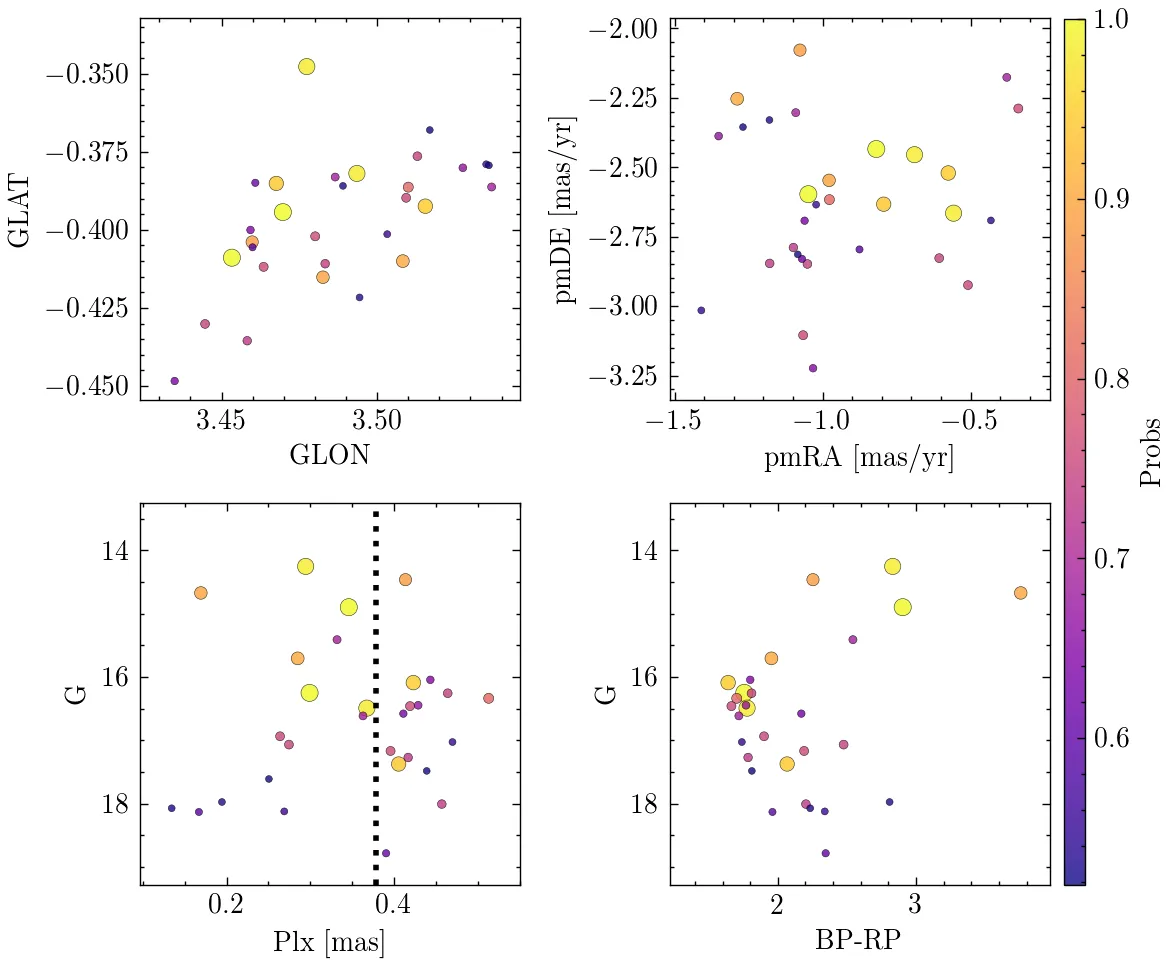 −0.350
−0.375
−0.400
−0.425
−0.450
GLAT
3.45 3.50
GLON
−2.00
−2.25
−2.50
−2.75
−3.00
−3.25
pmDE [mas/yr]
−1.5 −1.0 −0.5
pmRA [mas/yr]
14
16
18
G
0.2 0.4
Plx [mas]
14
16
18
G
2 3
BP-RP
1.0
0.9
0.8
0.7
0.6
Probs